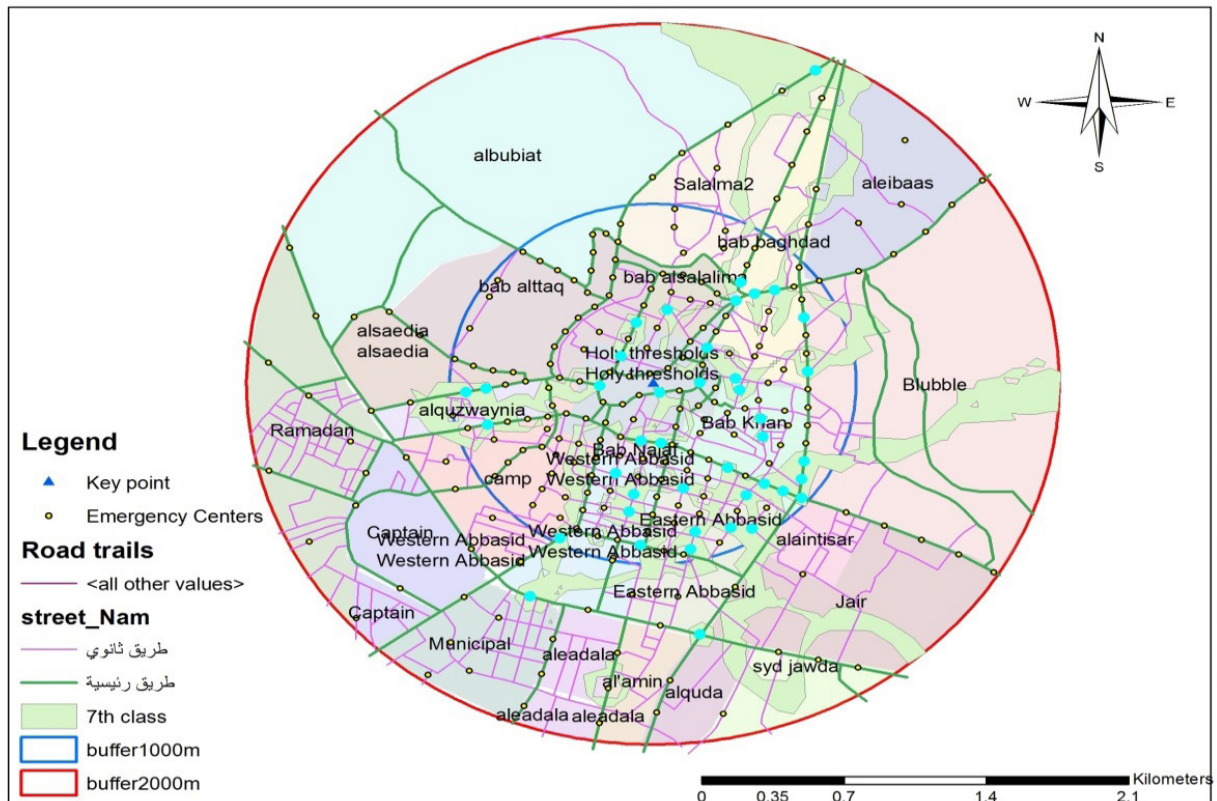 N
W E
S
albubiat
Salalma2
aleibaas
bab baghdad
bab alsalalima
bab alttaq
alsaedia
alsaedia
Holy thresholds
Holy thresholds
Blubble
alquzwaynia
Bab Khan
Ramadan
Bab Najaf
Western Abbasid
Western Abbasid
camp
Captain
Eastern Abbasid
Western Abbasid
Western Abbasid
Western Abbasid
Western Abbasid
alaintisar
Eastern Abbasid
Jair
Captain
Municipal
aleadala
syd jawda
al'amin
alquda
aleadala
aleadala
Legend
Key point
Emergency Centers
Road trails
<all other values>
street_Nam
طريق ثانوي
طريق رئيسية
7th class
buffer1000m
buffer2000m
Kilometers
0 0.35 0.7 1.4 2.1